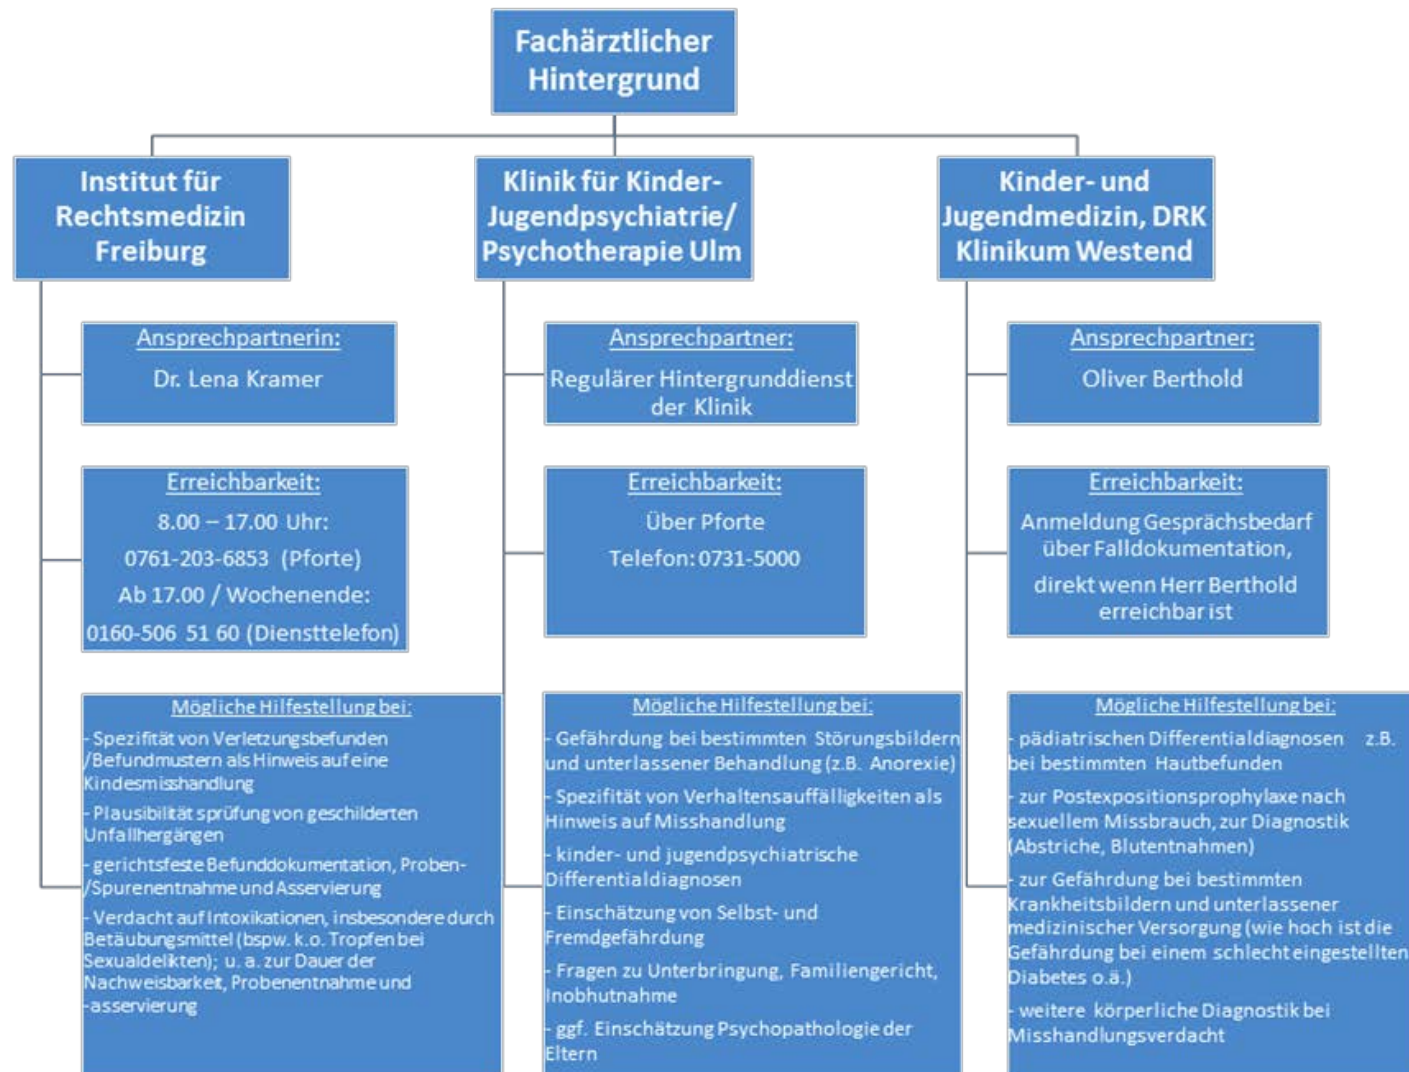 Fachärztlicher
Hintergrund
Institut für
Rechtsmedizin
Freiburg
Ansprechpartnerin:
Dr. Lena Kramer
Erreichbarkeit:
8.00 – 17.00 Uhr:
0761-203-6853 (Pforte)
Ab 17.00 / Wochenende:
0160-506 51 60 (Diensttelefon)
Mögliche Hilfestellung bei:
- Spezifität von Verletzungsbefunden
/Befundmustern als Hinweis auf eine
Kindesmisshandlung
- Plausibilität sprüfung von geschilderten
Unfallhergängen
- gerichtsfeste Befunddokumentation, Proben-
/Spurenentnahme und Asservierung
- Verdacht auf Intoxikationen, insbesondere durch
Betäubungsmittel (bspw. k.o. Tropfen bei
Sexualdelikten); u. a. zur Dauer der
Nachweisbarkeit, Probenentnahme und
-asservierung
Klinik für Kinder-
Jugendpsychiatrie/
Psychotherapie Ulm
Ansprechpartner:
Regulärer Hintergrunddienst
der Klinik
Erreichbarkeit:
Über Pforte
Telefon: 0731-5000
Mögliche Hilfestellung bei:
- Gefährdung bei bestimmten Störungsbildern
und unterlassener Behandlung (z.B. Anorexie)
- Spezifität von Verhaltensauffälligkeiten als
Hinweis auf Misshandlung
- kinder- und jugendpsychiatrische
Differentialdiagnosen
- Einschätzung von Selbst- und
Fremdgefährdung
- Fragen zu Unterbringung, Familiengericht,
Inobhutnahme
- ggf. Einschätzung Psychopathologie der
Eltern
Kinder- und
Jugendmedizin, DRK
Klinikum Westend
Ansprechpartner:
Oliver Berthold
Erreichbarkeit:
Anmeldung Gesprächsbedarf
über Falldokumentation,
direkt wenn Herr Berthold
erreichbar ist
Mögliche Hilfestellung bei:
- pädiatrischen Differentialdiagnosen z.B.
bei bestimmten Hautbefunden
- zur Postexpositionsprophylaxe nach
sexuellem Missbrauch, zur Diagnostik
(Abstriche, Blutentnahmen)
- zur Gefährdung bei bestimmten
Krankheitsbildern und unterlassener
medizinischer Versorgung (wie hoch ist die
Gefährdung bei einem schlecht eingestellten
Diabetes o.ä.)
- weitere körperliche Diagnostik bei
Misshandlungsverdacht